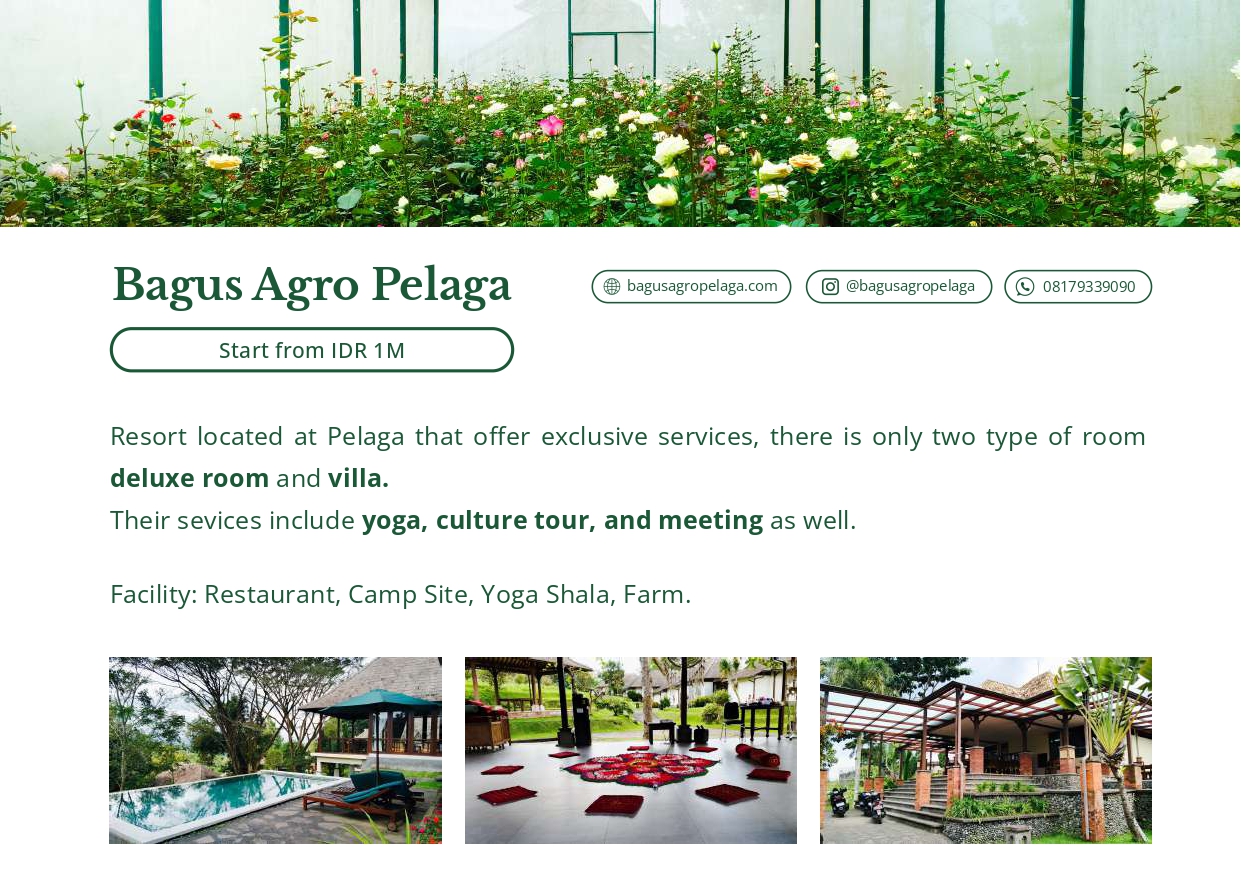 Bagus Agro Pelaga
bagusagropelaga.com
@bagusagropelaga
08179339090
Start from IDR 1M
Resort located at Pelaga that offer exclusive services, there is only two type of room
deluxe room and villa.
Their sevices include yoga, culture tour, and meeting as well.
Facility: Restaurant, Camp Site, Yoga Shala, Farm.